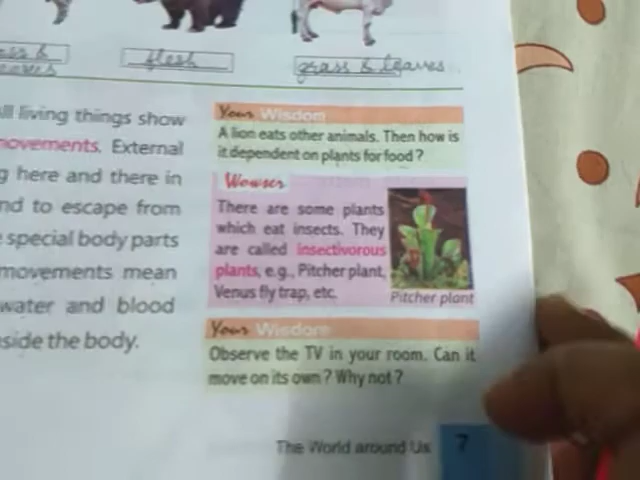 flesh
grass & leaves
all living things show
movements. External
here and there in
and to escape from
special body parts
movements mean
water and blood
inside the body.
Your Wisdom
A lion eats other animals. Then how is
it dependent on plants for food ?
Wowser
There are some plants
which eat insects. They
are called insectivorous
plants, e.g., Pitcher plant,
Venus fly trap, etc.
Pitcher plant
Your Wisdom
Observe the TV in your room. Can it
move on its own ? Why not ?
The World around Us 7